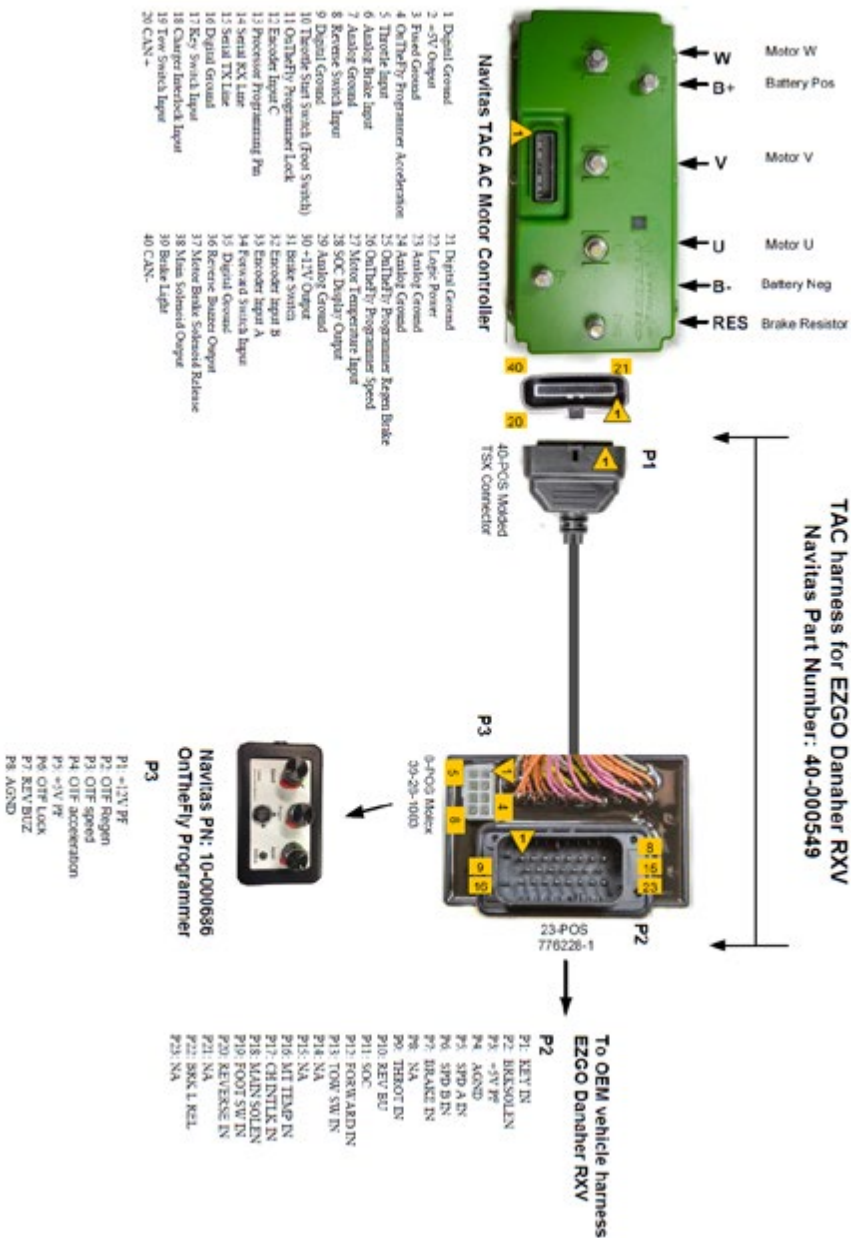 TAC harness for EZGO Danaher RXV
Navitas Part Number: 40-000549
W Motor W
B+ Battery Pos
V Motor V
U Motor U
B- Battery Neg
RES Brake Resistor
1
Navitas TAC AC Motor Controller
1 Digital Ground
2 +5V Output
3 Fused Ground
4 OnTheFly Programmer Acceleration
5 Throttle Input
6 Analog Brake Input
7 Analog Ground
8 Reverse Switch Input
9 Digital Ground
10 Throttle Start Switch (Foot Switch)
11 OnTheFly Programmer Lock
12 Encoder Input C
13 Processor Programming Pin
14 Serial RX Line
15 Serial TX Line
16 Digital Ground
17 Key Switch Input
18 Charger Interlock Input
19 Tow Switch Input
20 CAN +
21 Digital Ground
22 Logic Power
23 Analog Ground
24 Analog Ground
25 OnTheFly Programmer Regen Brake
26 OnTheFly Programmer Speed
27 Motor Temperature Input
28 SOC Display Output
29 Analog Ground
30 +12V Output
31 Brake Switch
32 Encoder Input B
33 Encoder Input A
34 Forward Switch Input
35 Digital Ground
36 Reverse Buzzer Output
37 Motor Brake Solenoid Release
38 Main Solenoid Output
39 Brake Light
40 CAN-
21
40
1
20
P1
1
40-POS Molded
TSX Connector
P3
1
4
5
8
8-POS Molex
39-29-1083
P2
1
8
15
23
9
16
23-POS
776228-1
Navitas PN: 10-000686
OnTheFly Programmer
P3
P1: +12V PF
P2: OTF Regen
P3: OTF speed
P4: OTF acceleration
P5: +5V PF
P6: OTF Lock
P7: REV BUZ
P8: AGND
To OEM vehicle harness
EZGO Danaher RXV
P2
P1: KEY IN
P2: BRKSOLEN
P3: +5V PF
P4: AGND
P5: SPD A IN
P6: SPD B IN
P7: BRAKE IN
P8: NA
P9: THROT IN
P10: REV BU
P11: SOC
P12: FORWARD IN
P13: TOW SW IN
P14: NA
P15: NA
P16: MT TEMP IN
P17: CH INTLK IN
P18: MAIN SOLEN
P19: FOOT SW IN
P20: REVERSE IN
P21: NA
P22: BRK L REL
P23: NA